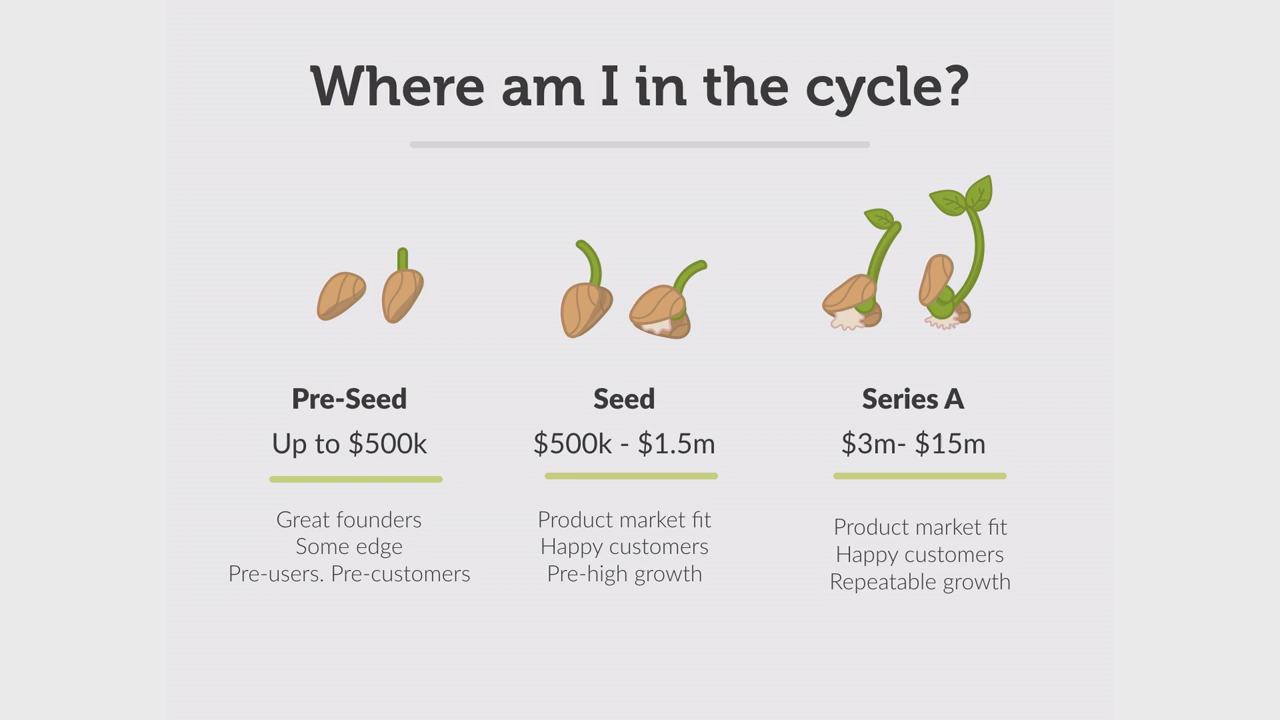 Where am I in the cycle?
Pre-Seed
Up to $500k
Great founders
Some edge
Pre-users. Pre-customers
Seed
$500k - $1.5m
Product market fit
Happy customers
Pre-high growth
Series A
$3m- $15m
Product market fit
Happy customers
Repeatable growth